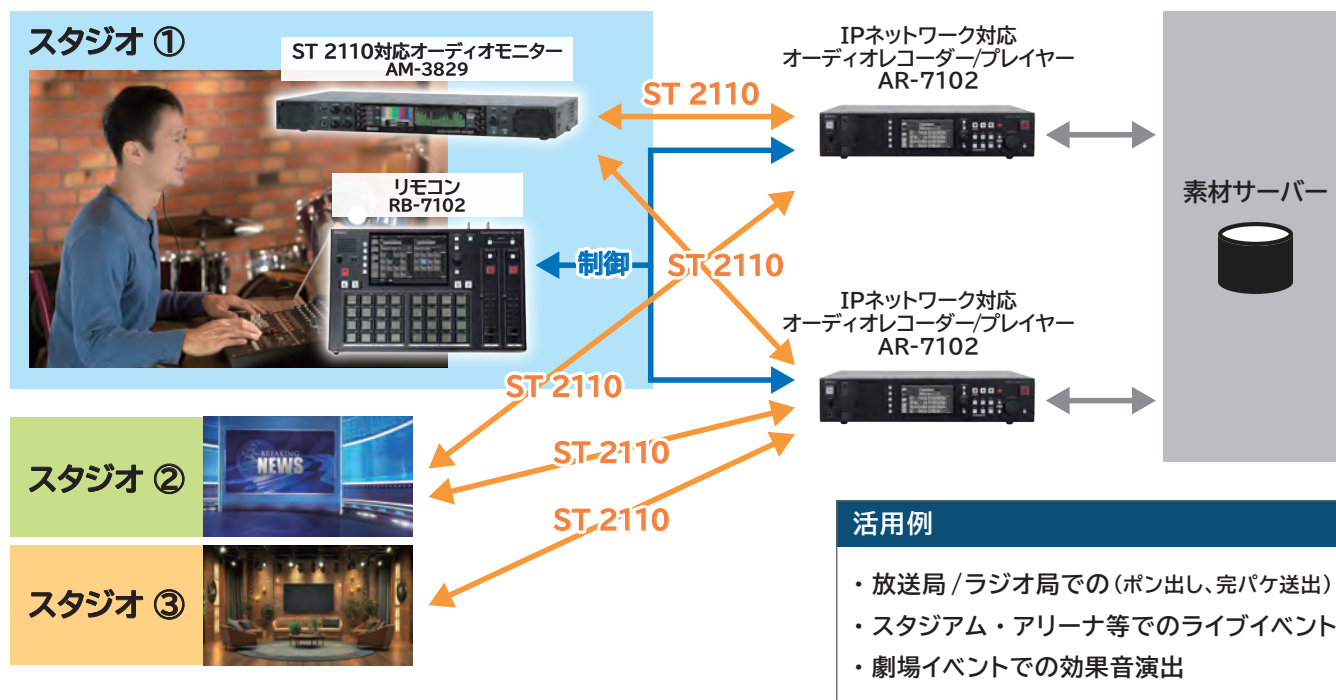 スタジオ ①
ST 2110対応オーディオモニター
AM-3829
リモコン
RB-7102
制御
ST 2110
ST 2110
ST 2110
ST 2110
ST 2110
IPネットワーク対応
オーディオレコーダー/プレイヤー
AR-7102
IPネットワーク対応
オーディオレコーダー/プレイヤー
AR-7102
素材サーバー
スタジオ ②
BREAKING
NEWS
スタジオ ③
活用例
・放送局/ラジオ局での(ポン出し、完パケ送出)
・スタジアム・アリーナ等でのライブイベント
・劇場イベントでの効果音演出